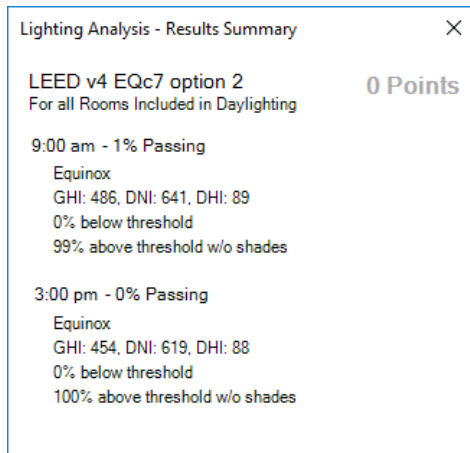 Lighting Analysis - Results Summary
LEED v4 EQc7 option 2
0 Points
For all Rooms Included in Daylighting
9:00 am - 1% Passing
Equinox
GHI: 486, DNI: 641, DHI: 89
0% below threshold
99% above threshold w/o shades
3:00 pm - 0% Passing
Equinox
GHI: 454, DNI: 619, DHI: 88
0% below threshold
100% above threshold w/o shades